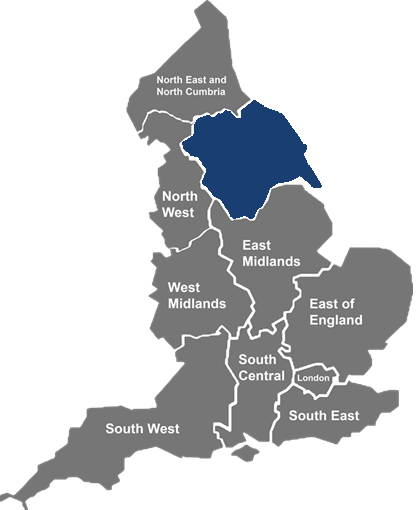 North East and
North Cumbria
North
West
East
Midlands
West
Midlands
East of
England
South
Central
London
South East
South West